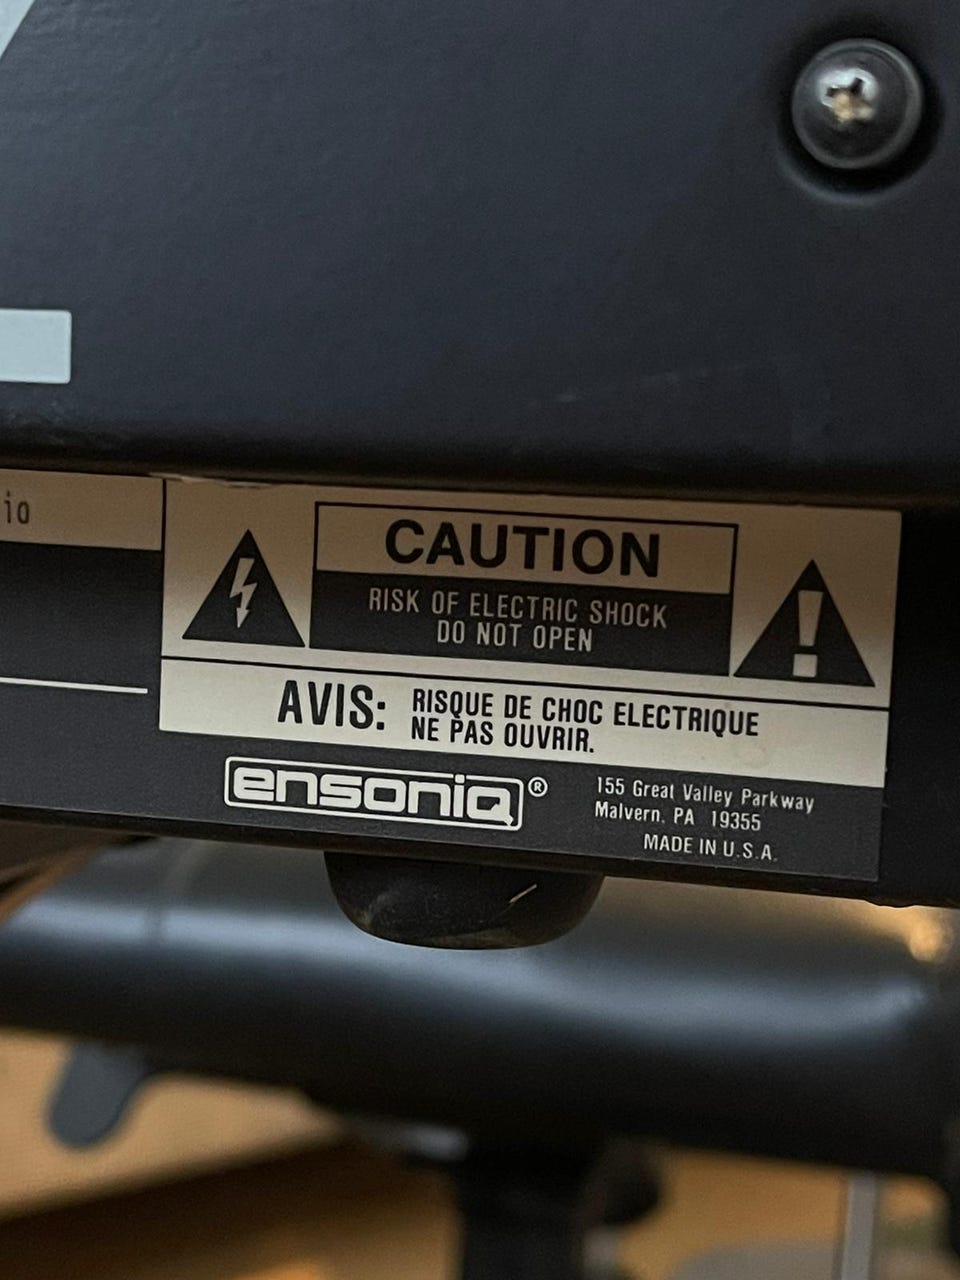 io
CAUTION
RISK OF ELECTRIC SHOCK
DO NOT OPEN
AVIS: RISQUE DE CHOC ELECTRIQUE
NE PAS OUVRIR.
ensoniq®
155 Great Valley Parkway
Malvern, PA 19355
MADE IN U.S.A.